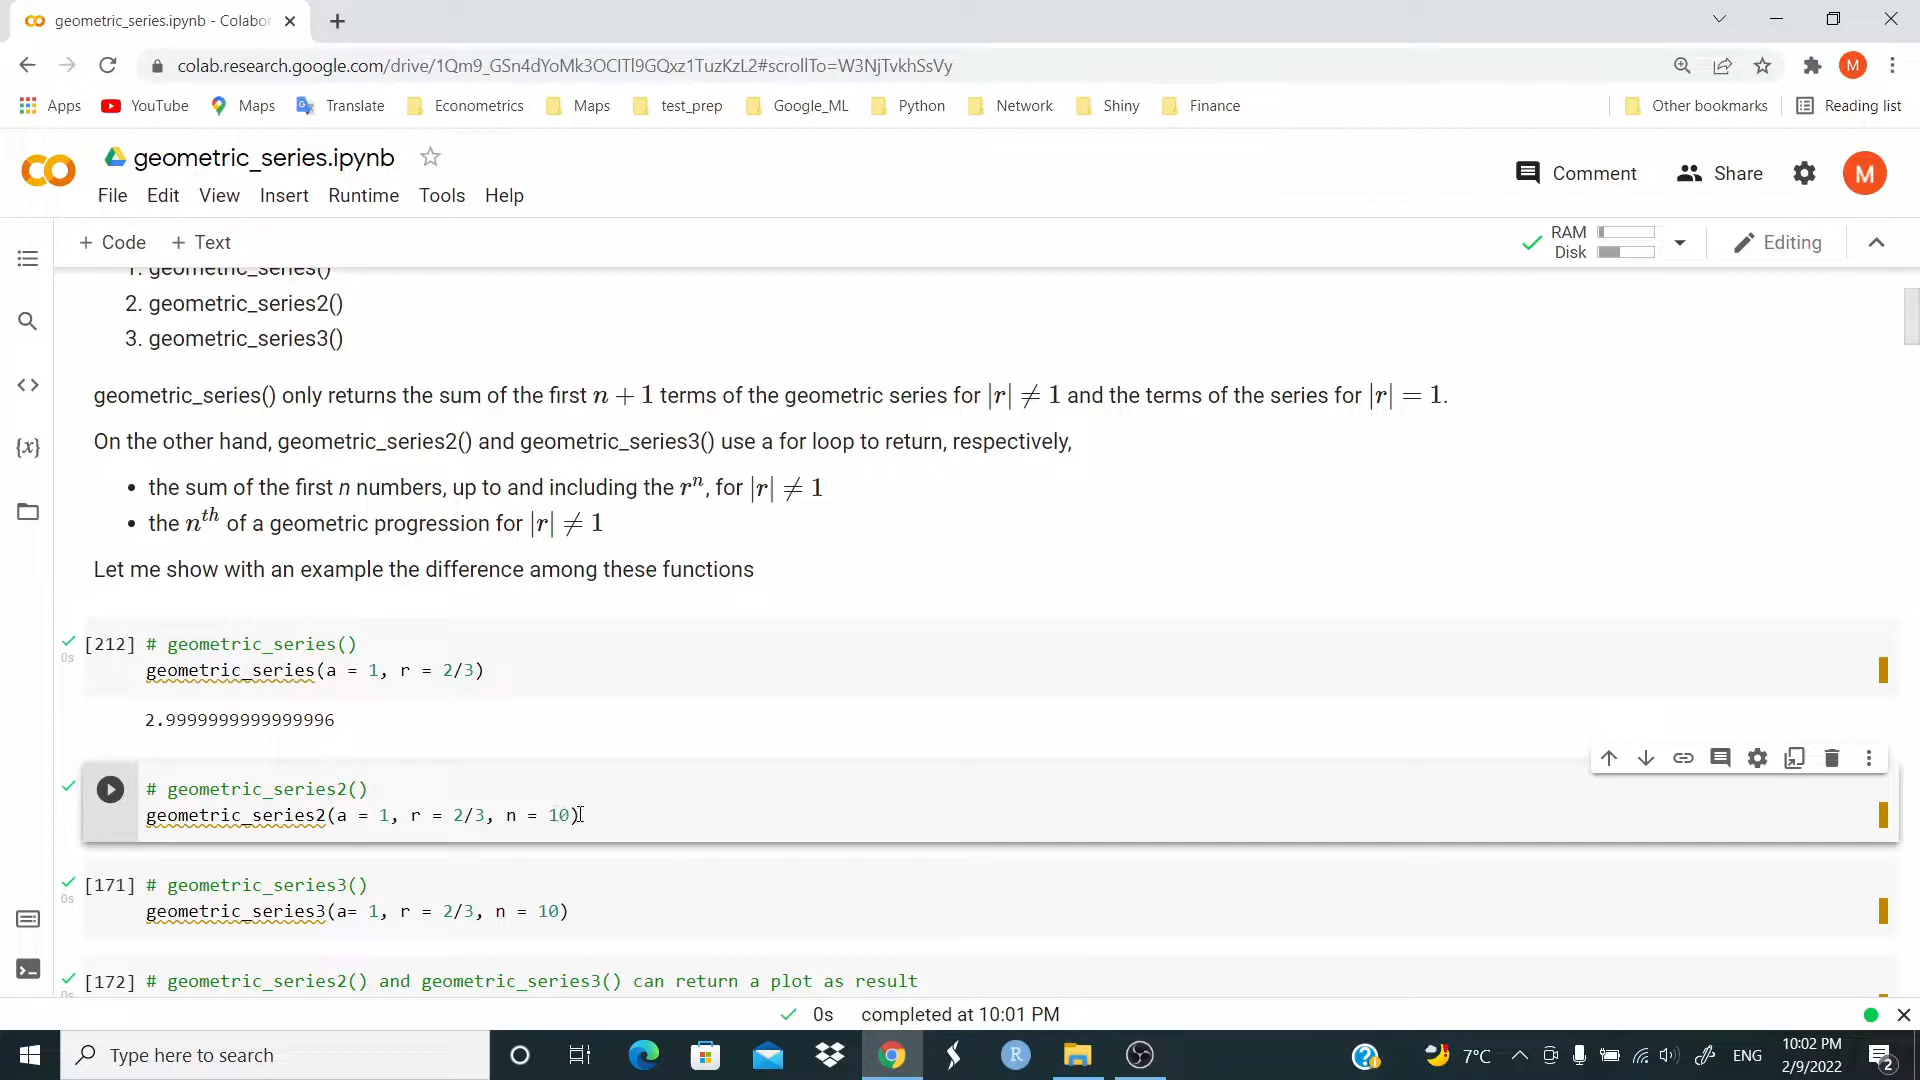 geometric_series.ipynb - Colabor
colab.research.google.com/drive/1Qm9_GSn4dYoMk3OCITl9GQxz1TuzKzL2#scrollTo=W3NjTvkhSsVy
M
Apps YouTube Maps Translate Econometrics Maps test_prep Google_ML Python Network Shiny Finance Other bookmarks Reading list
geometric_series.ipynb
Comment Share M
File Edit View Insert Runtime Tools Help
+ Code + Text
RAM
Disk
Editing
1. geometric_series()
2. geometric_series2()
3. geometric_series3()
geometric_series() only returns the sum of the first n + 1 terms of the geometric series for |r| ≠ 1 and the terms of the series for |r| = 1.
On the other hand, geometric_series2() and geometric_series3() use a for loop to return, respectively,
• the sum of the first n numbers, up to and including the rⁿ, for |r| ≠ 1
• the nᵗʰ of a geometric progression for |r| ≠ 1
Let me show with an example the difference among these functions
{x}
[212] # geometric_series()
0s
geometric_series(a = 1, r = 2/3)
2.9999999999999996
# geometric_series2()
geometric_series2(a = 1, r = 2/3, n = 10)
[171] # geometric_series3()
0s
geometric_series3(a= 1, r = 2/3, n = 10)
[172] # geometric_series2() and geometric_series3() can return a plot as result
0s
0s completed at 10:01 PM
Type here to search
R
7°C
ENG
10:02 PM
2/9/2022
2